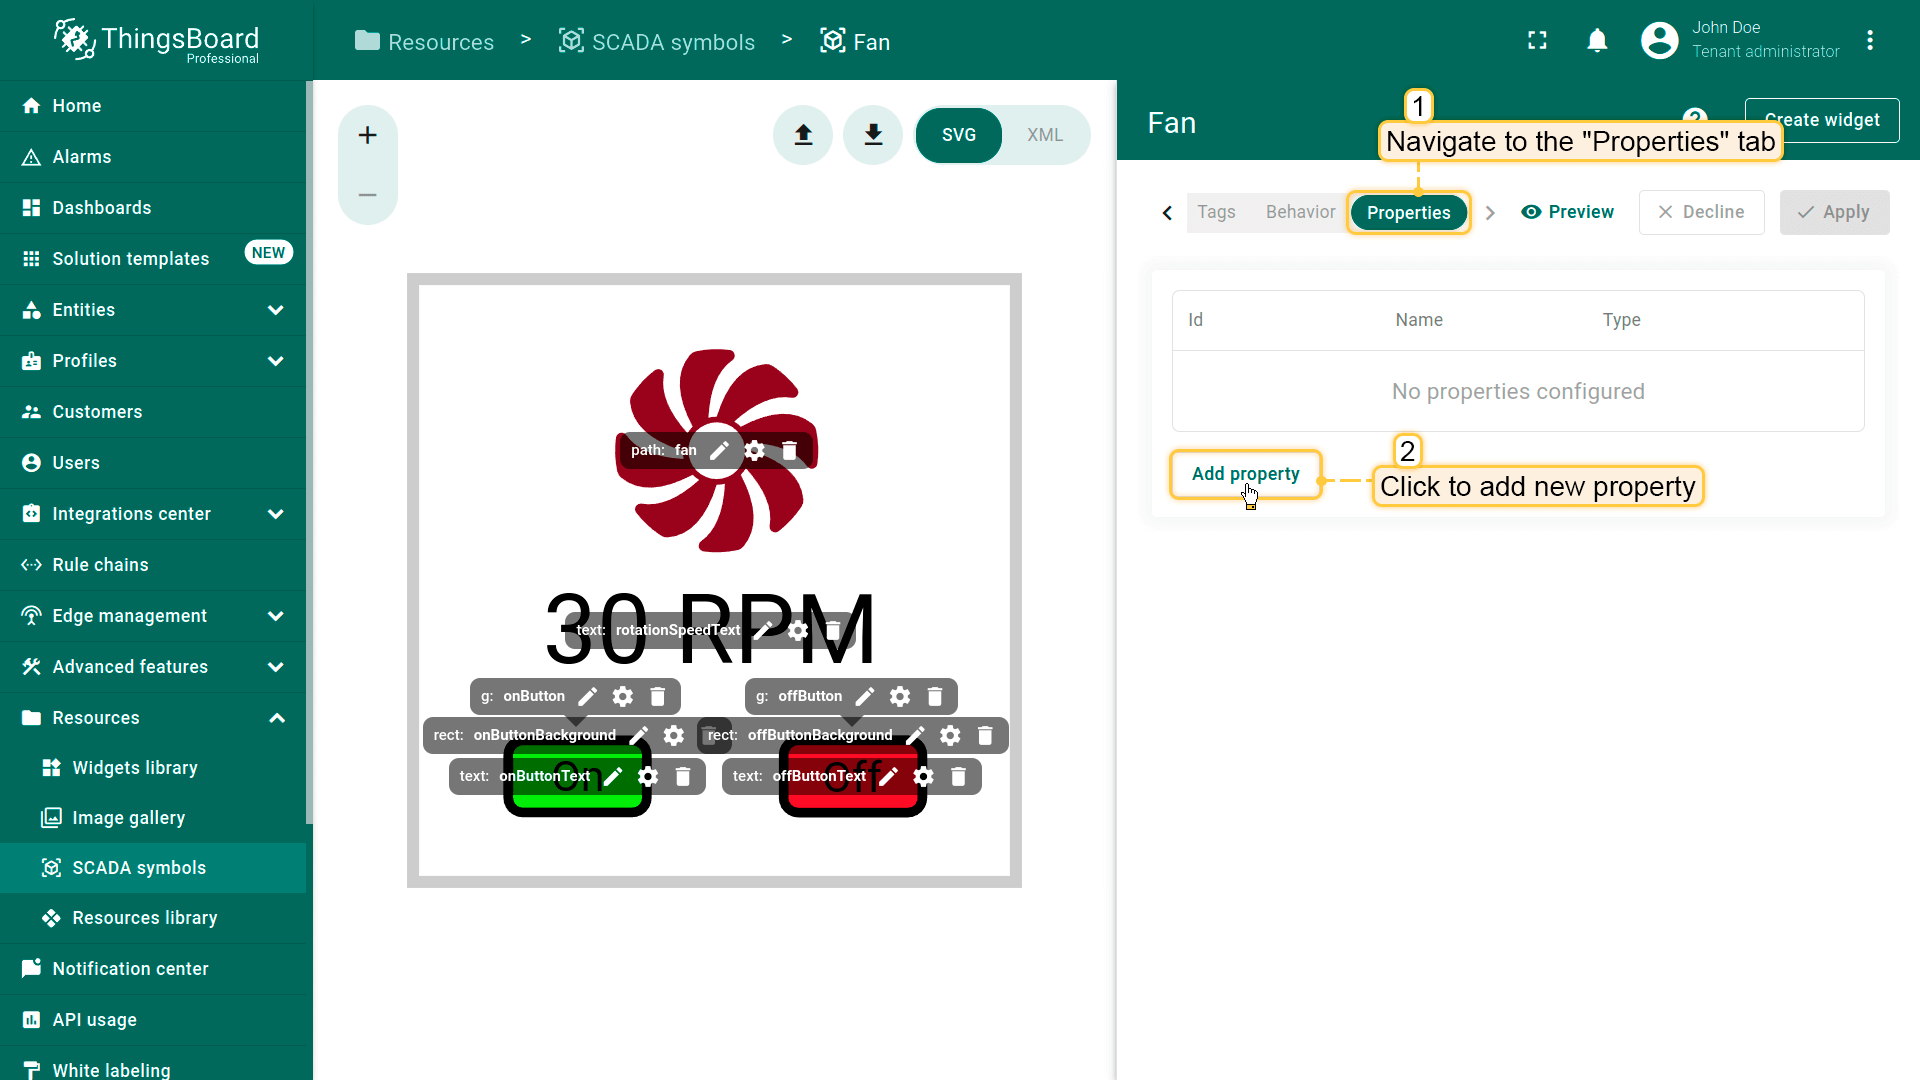 ThingsBoard
Professional
Resources > SCADA symbols > Fan
John Doe
Tenant administrator
Home
Alarms
Dashboards
Solution templates NEW
Entities
Profiles
Customers
Users
Integrations center
Rule chains
Edge management
Advanced features
Resources
Widgets library
Image gallery
SCADA symbols
Resources library
Notification center
API usage
White labeling
+
−
SVG XML
path: fan
30 RPM
text: rotationSpeedText
g: onButton
g: offButton
rect: onButtonBackground
rect: offButtonBackground
On
text: onButtonText
Off
text: offButtonText
Fan
Create widget
1
Navigate to the "Properties" tab
Tags Behavior Properties Preview Decline Apply
Id Name Type
No properties configured
Add property
2
Click to add new property